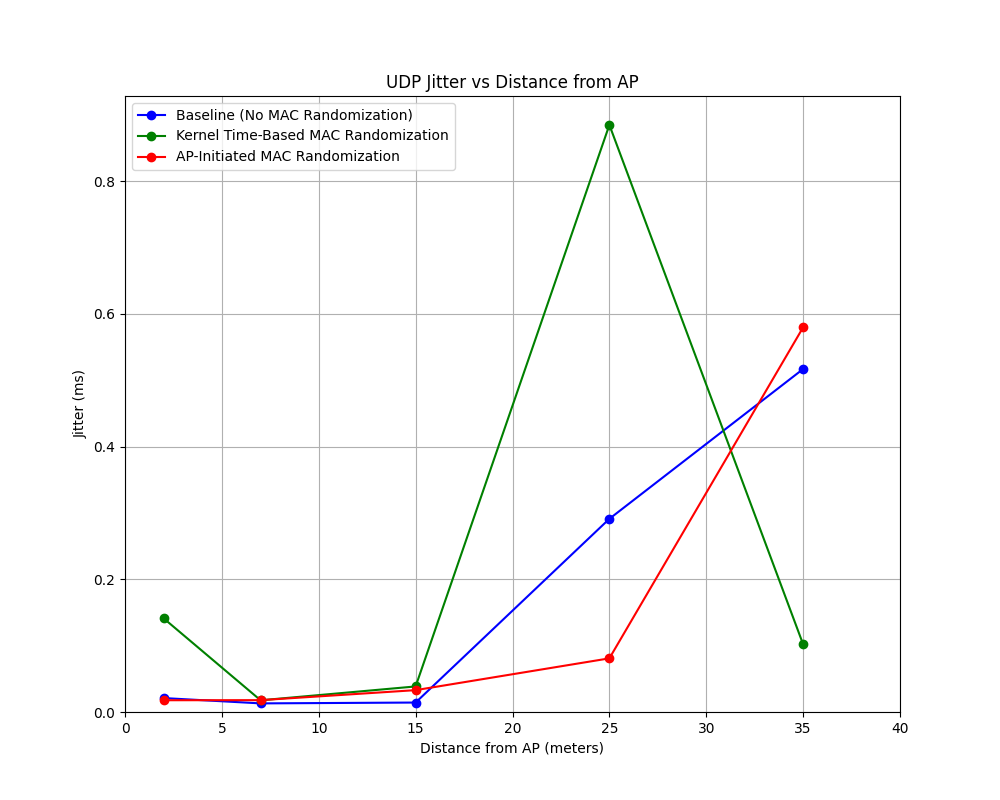 UDP Jitter vs Distance from AP
Baseline (No MAC Randomization)
Kernel Time-Based MAC Randomization
AP-Initiated MAC Randomization
Jitter (ms)
0.8
0.6
0.4
0.2
0.0
0 5 10 15 20 25 30 35 40
Distance from AP (meters)